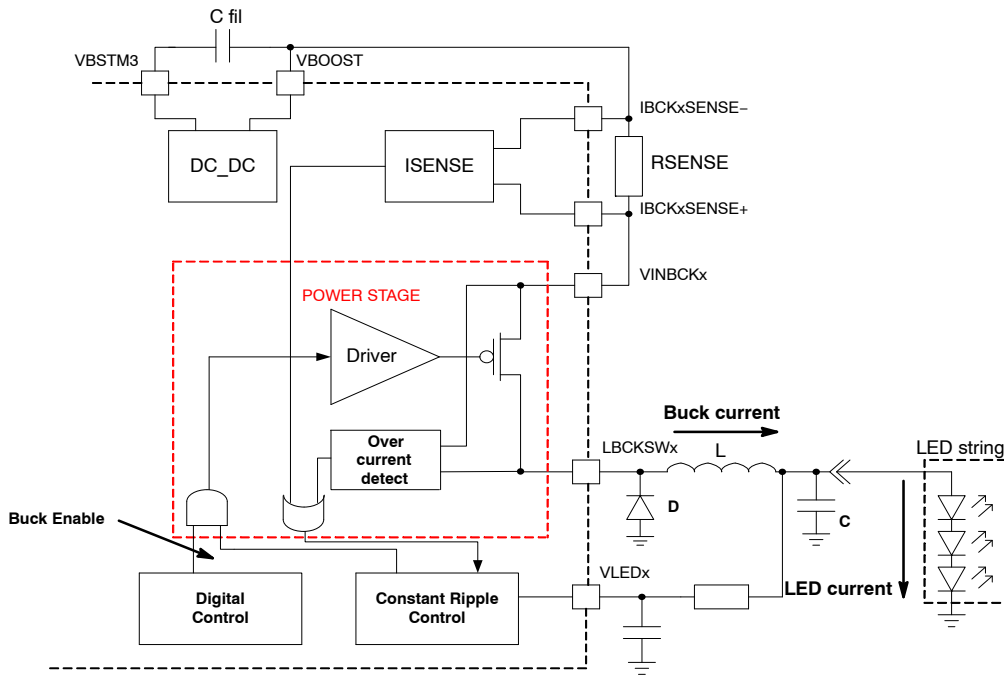 C fil
VBSTM3
VBOOST
IBCKxSENSE−
DC_DC
ISENSE
RSENSE
IBCKxSENSE+
VINBCKx
POWER STAGE
Driver
Buck current
LBCKSWx
L
LED string
Over
current
detect
D
C
Buck Enable
VLEDx
LED current
Digital
Control
Constant Ripple
Control